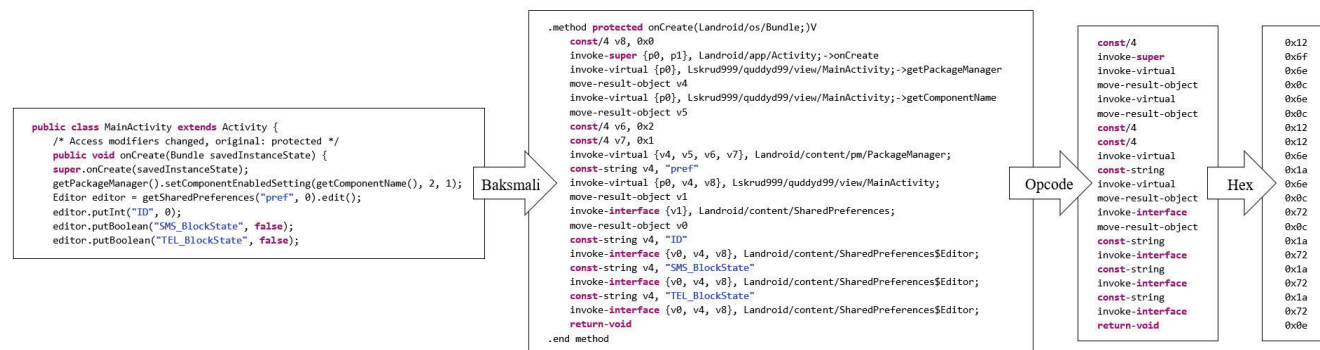 public class MainActivity extends Activity {
/* Access modifiers changed, original: protected */
public void onCreate(Bundle savedInstanceState) {
super.onCreate(savedInstanceState);
getPackageManager().setComponentEnabledSetting(getComponentName(), 2, 1);
Editor editor = getSharedPreferences("pref", 0).edit();
editor.putInt("ID", 0);
editor.putBoolean("SMS_BlockState", false);
editor.putBoolean("TEL_BlockState", false);
Baksmali
.method protected onCreate(Landroid/os/Bundle;)V
const/4 v8, 0x0
invoke-super {p0, p1}, Landroid/app/Activity;->onCreate
invoke-virtual {p0}, Lskrud999/quddyd99/view/MainActivity;->getPackageManager
move-result-object v4
invoke-virtual {p0}, Lskrud999/quddyd99/view/MainActivity;->getComponentName
move-result-object v5
const/4 v6, 0x2
const/4 v7, 0x1
invoke-virtual {v4, v5, v6, v7}, Landroid/content/pm/PackageManager;
const-string v4, "pref"
invoke-virtual {p0, v4, v8}, Lskrud999/quddyd99/view/MainActivity;
move-result-object v1
invoke-interface {v1}, Landroid/content/SharedPreferences;
move-result-object v0
const-string v4, "ID"
invoke-interface {v0, v4, v8}, Landroid/content/SharedPreferences$Editor;
const-string v4, "SMS_BlockState"
invoke-interface {v0, v4, v8}, Landroid/content/SharedPreferences$Editor;
const-string v4, "TEL_BlockState"
invoke-interface {v0, v4, v8}, Landroid/content/SharedPreferences$Editor;
return-void
.end method
Opcode
const/4
invoke-super
invoke-virtual
move-result-object
invoke-virtual
move-result-object
const/4
const/4
invoke-virtual
const-string
invoke-virtual
move-result-object
invoke-interface
move-result-object
const-string
invoke-interface
const-string
invoke-interface
const-string
invoke-interface
return-void
Hex
0x12
0x6f
0x6e
0x0c
0x6e
0x0c
0x12
0x12
0x6e
0x1a
0x6e
0x0c
0x72
0x0c
0x1a
0x72
0x1a
0x72
0x1a
0x72
0x0e